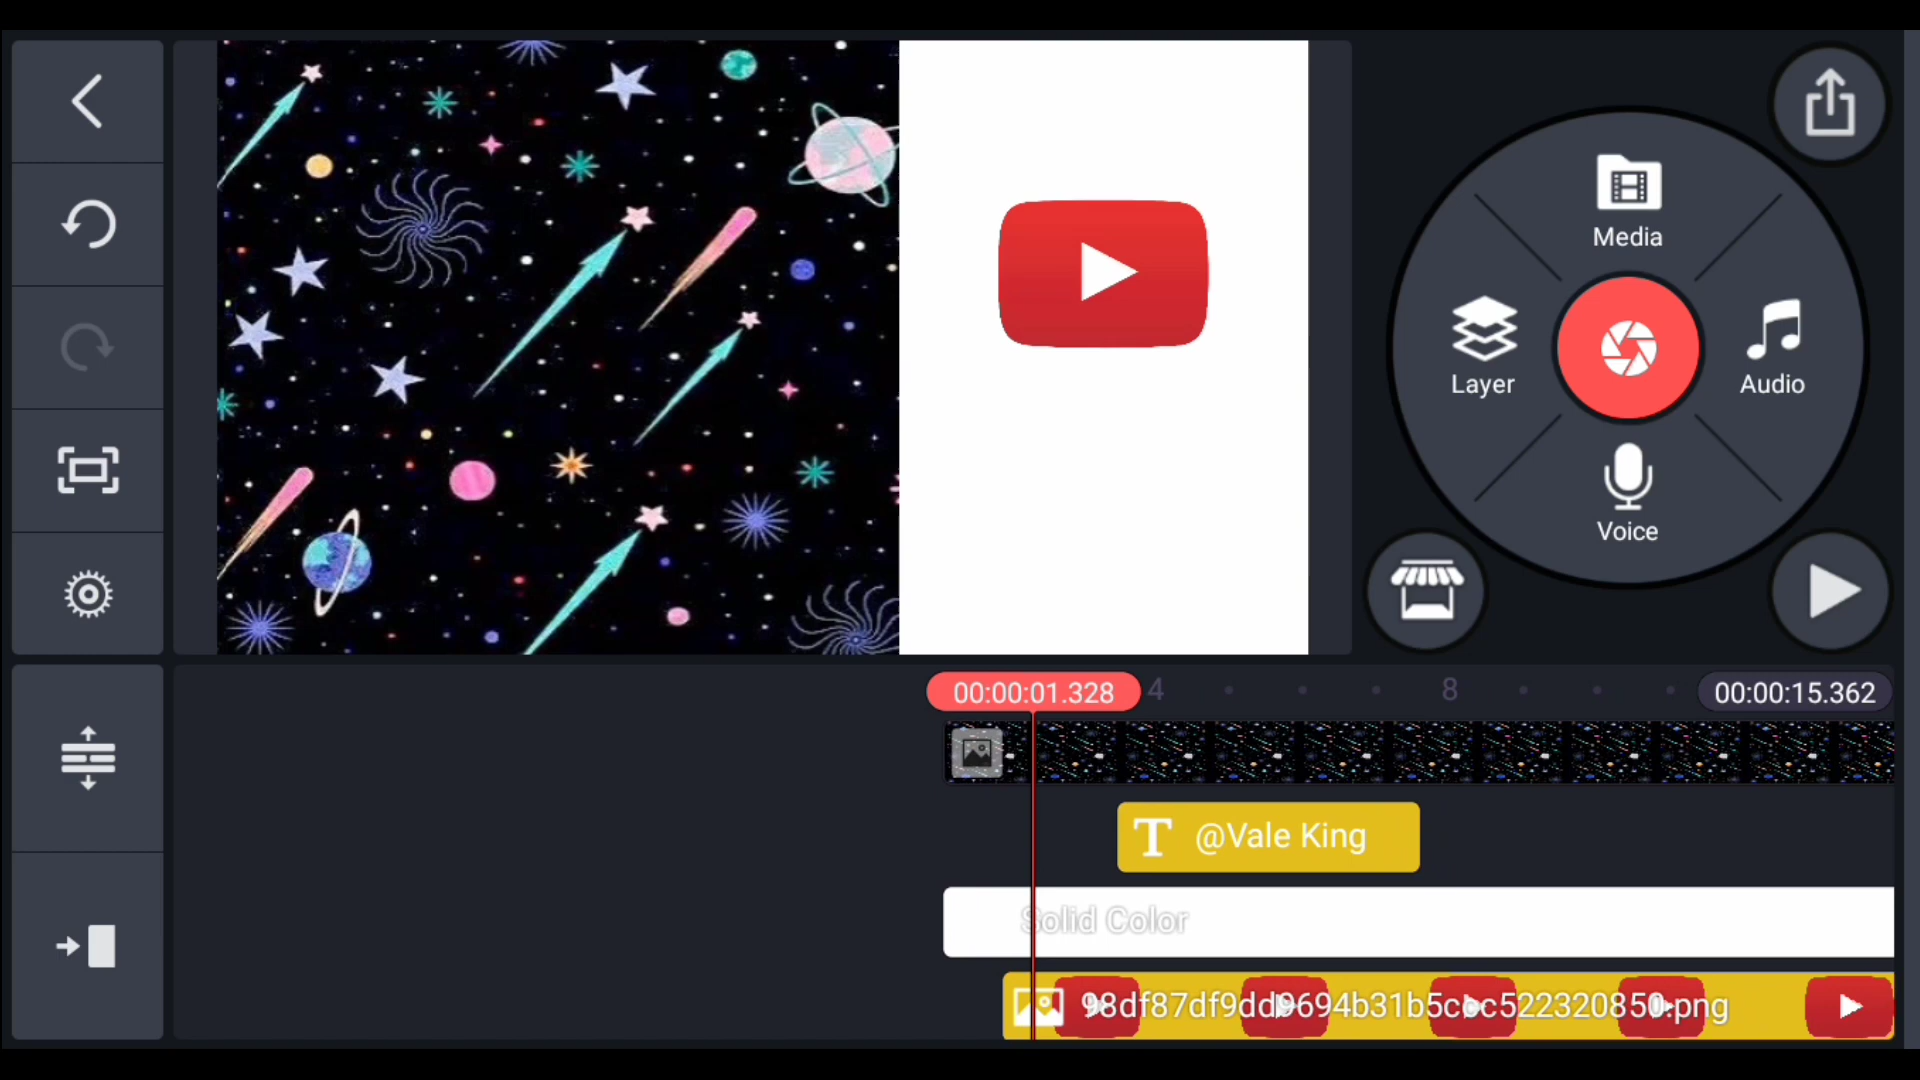 Media
Layer
Audio
Voice
00:00:01.328
4
8
00:00:15.362
T @Vale King
Solid Color
98df87df9dd9694b31b5ccc522320850.png